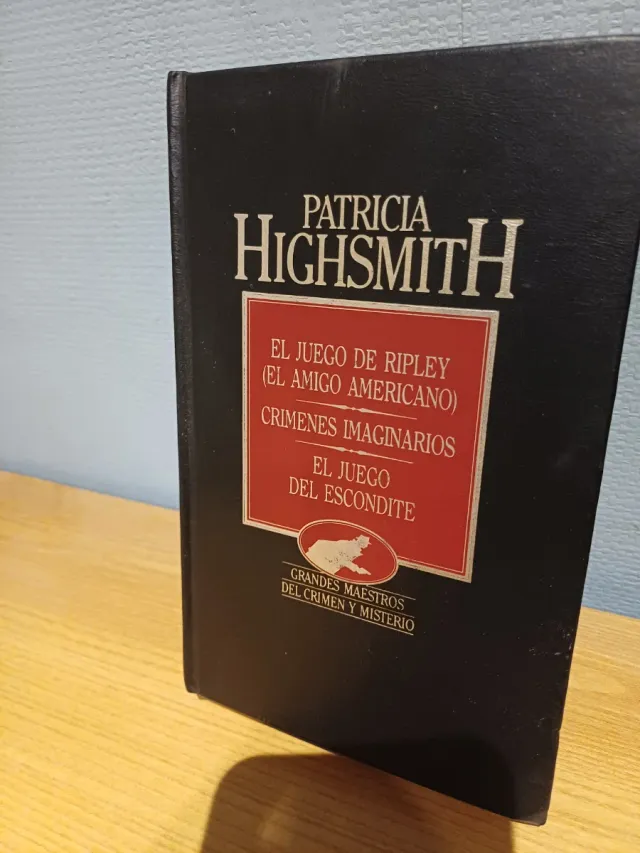 PATRICIA
HIGHSMITH
EL JUEGO DE RIPLEY
(EL AMIGO AMERICANO)
CRIMENES IMAGINARIOS
EL JUEGO
DEL ESCONDITE
GRANDES MAESTROS
DEL CRIMEN Y MISTERIO